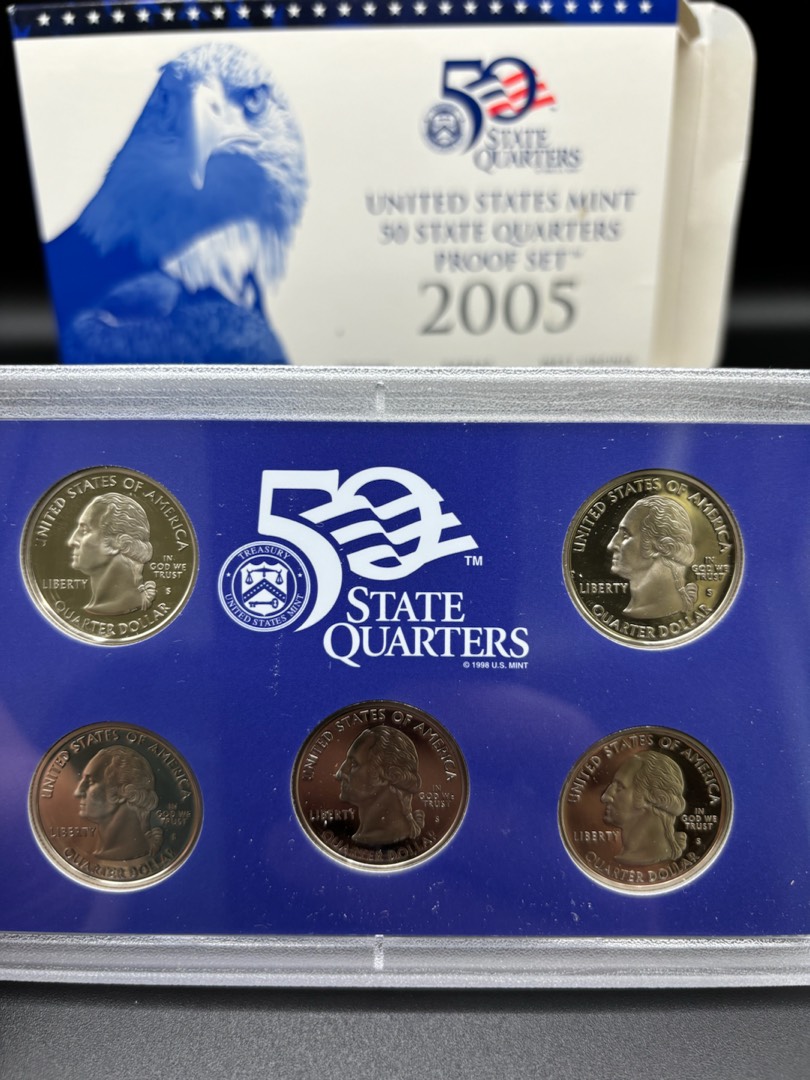 50
STATE
QUARTERS
UNITED STATES MINT
50 STATE QUARTERS
PROOF SET™
2005
UNITED STATES OF AMERICA
LIBERTY
IN
GOD WE
TRUST
S
QUARTER DOLLAR
50
TM
TREASURY
UNITED STATES MINT
STATE
QUARTERS
© 1998 U.S. MINT
UNITED STATES OF AMERICA
LIBERTY
IN
GOD WE
TRUST
S
QUARTER DOLLAR
UNITED STATES OF AMERICA
LIBERTY
IN
GOD WE
TRUST
S
QUARTER DOLLAR
UNITED STATES OF AMERICA
LIBERTY
IN
GOD WE
TRUST
S
QUARTER DOLLAR
UNITED STATES OF AMERICA
LIBERTY
IN
GOD WE
TRUST
S
QUARTER DOLLAR